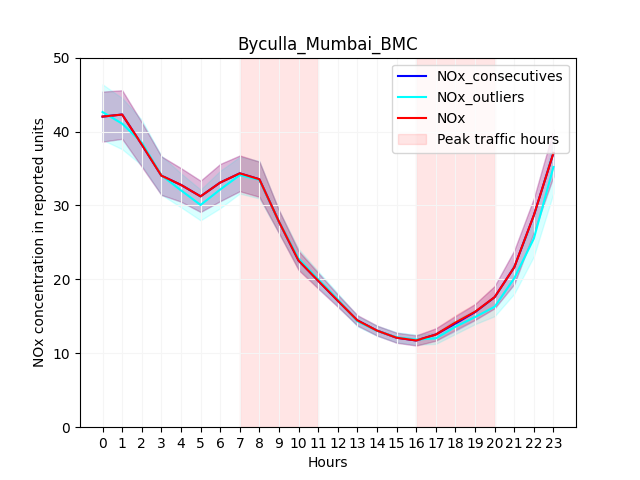 Byculla_Mumbai_BMC
NOx concentration in reported units
50
40
30
20
10
0
NOx_consecutives
NOx_outliers
NOx
Peak traffic hours
0 1 2 3 4 5 6 7 8 9 10 11 12 13 14 15 16 17 18 19 20 21 22 23
Hours